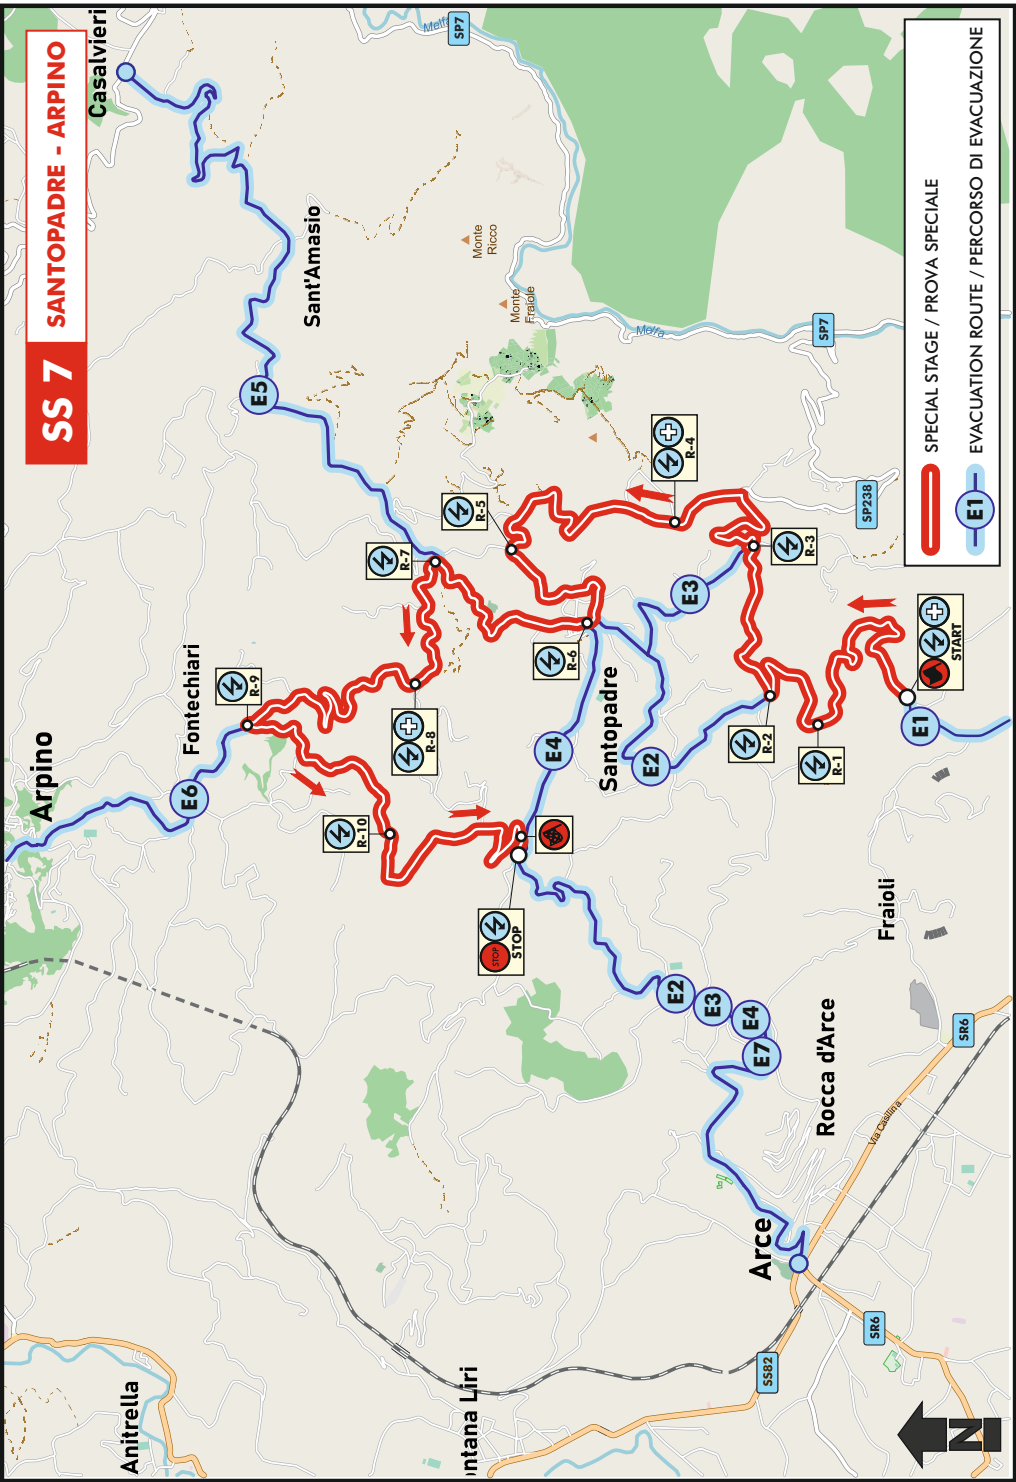 SS 7
SANTOPADRE - ARPINO
Casalvieri
SP7
Melfa
Sant'Amasio
Monte
Ricco
Monte
Fraiole
Melfa
SP7
SP238
E5
R-4
R-5
R-7
R-3
E3
R-6
Fontechiari
R-9
R-8
Santopadre
E4
E2
R-2
R-1
START
E1
Arpino
E6
R-10
STOP
STOP
Fraioli
E2
E3
E4
E7
Rocca d'Arce
SR6
Via Casilina
Arce
SR6
SS82
Anitrella
ntana Liri
N
SPECIAL STAGE / PROVA SPECIALE
E1
EVACUATION ROUTE / PERCORSO DI EVACUAZIONE